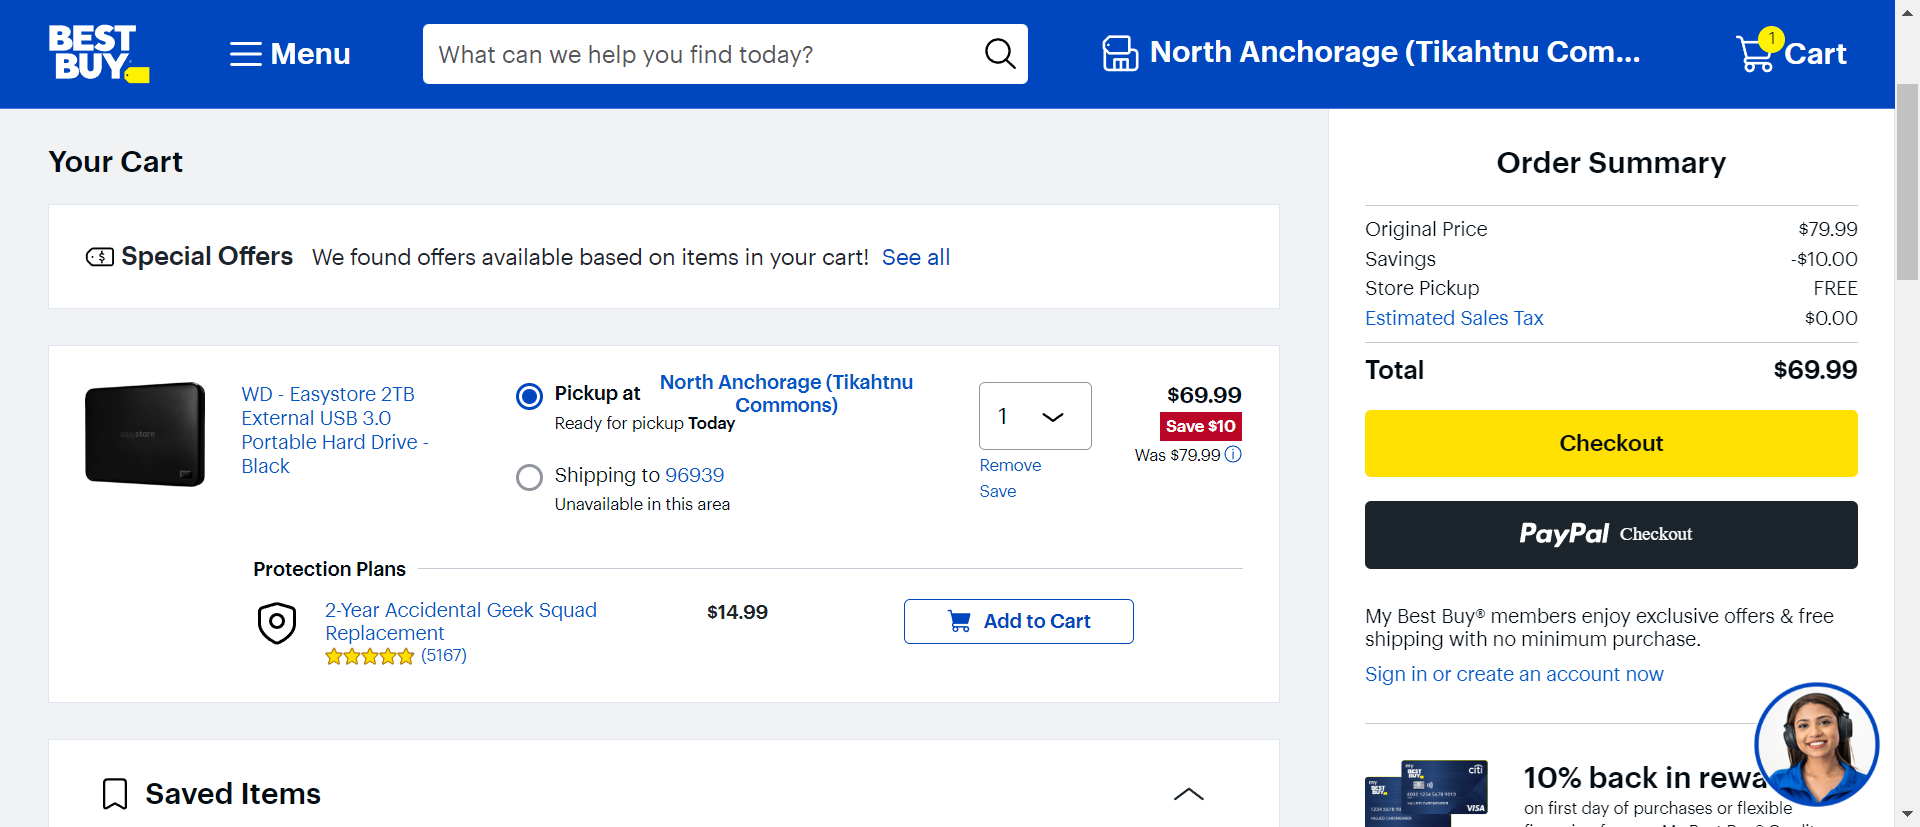 BEST
BUY
Menu
What can we help you find today?
North Anchorage (Tikahtnu Com...
1
Cart
Your Cart
Special Offers
We found offers available based on items in your cart! See all
WD - Easystore 2TB
External USB 3.0
Portable Hard Drive -
Black
easystore
Pickup at
North Anchorage (Tikahtnu
Commons)
Ready for pickup Today
Shipping to 96939
Unavailable in this area
1
Remove
Save
$69.99
Save $10
Was $79.99
Protection Plans
2-Year Accidental Geek Squad
Replacement
(5167)
$14.99
Add to Cart
Saved Items
Order Summary
Original Price $79.99
Savings -$10.00
Store Pickup FREE
Estimated Sales Tax $0.00
Total $69.99
Checkout
PayPal Checkout
My Best Buy® members enjoy exclusive offers & free
shipping with no minimum purchase.
Sign in or create an account now
my
BEST
BUY
citi
VISA
10% back in rewa
on first day of purchases or flexible